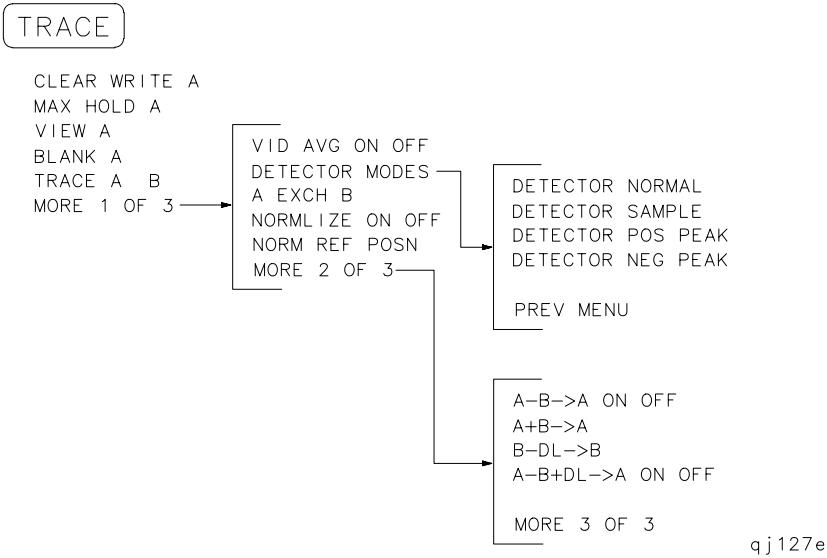 TRACE
CLEAR WRITE A
MAX HOLD A
VIEW A
BLANK A
TRACE A B
MORE 1 OF 3
VID AVG ON OFF
DETECTOR MODES
A EXCH B
NORMLIZE ON OFF
NORM REF POSN
MORE 2 OF 3
DETECTOR NORMAL
DETECTOR SAMPLE
DETECTOR POS PEAK
DETECTOR NEG PEAK
PREV MENU
A-B->A ON OFF
A+B->A
B-DL->B
A-B+DL->A ON OFF
MORE 3 OF 3
qj127e